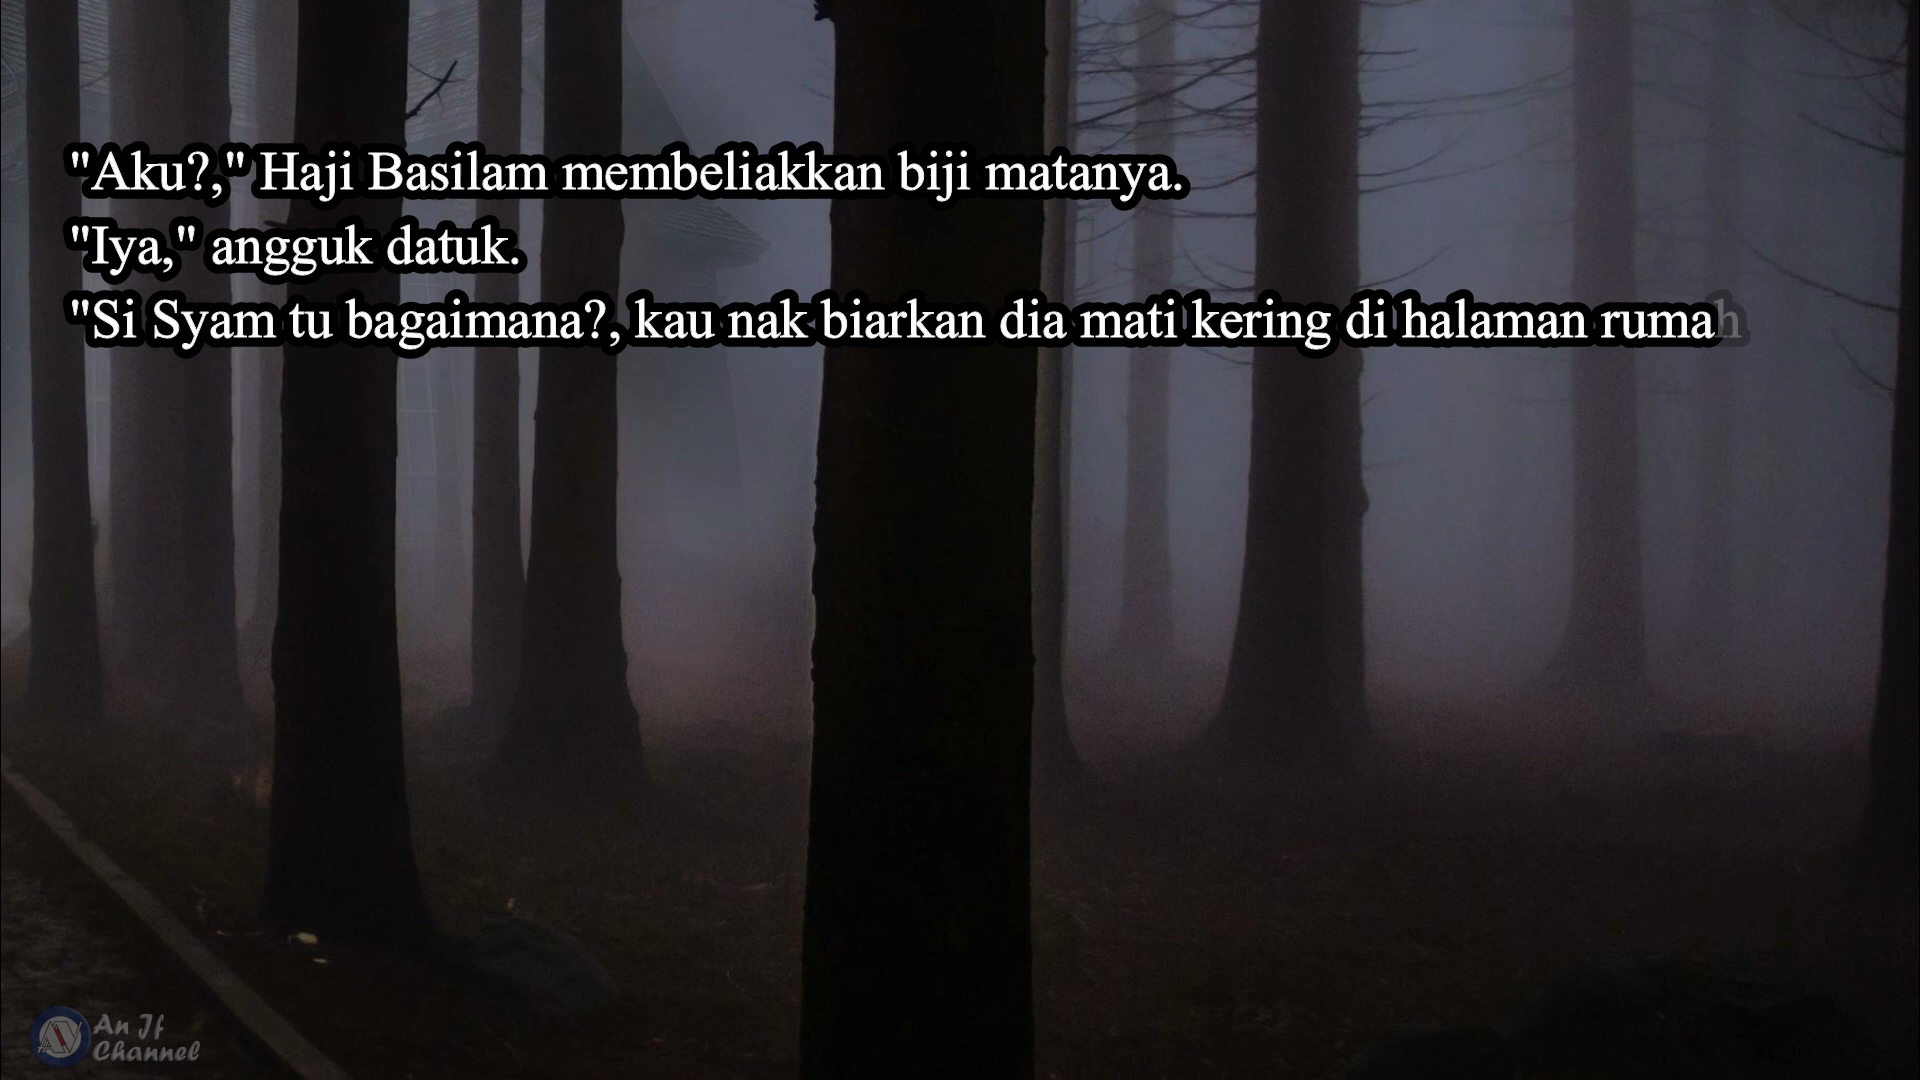 "Aku?," Haji Basilam membeliakkan biji matanya.
"Iya," angguk datuk.
"Si Syam tu bagaimana?, kau nak biarkan dia mati kering di halaman rumah
An Jf
Channel